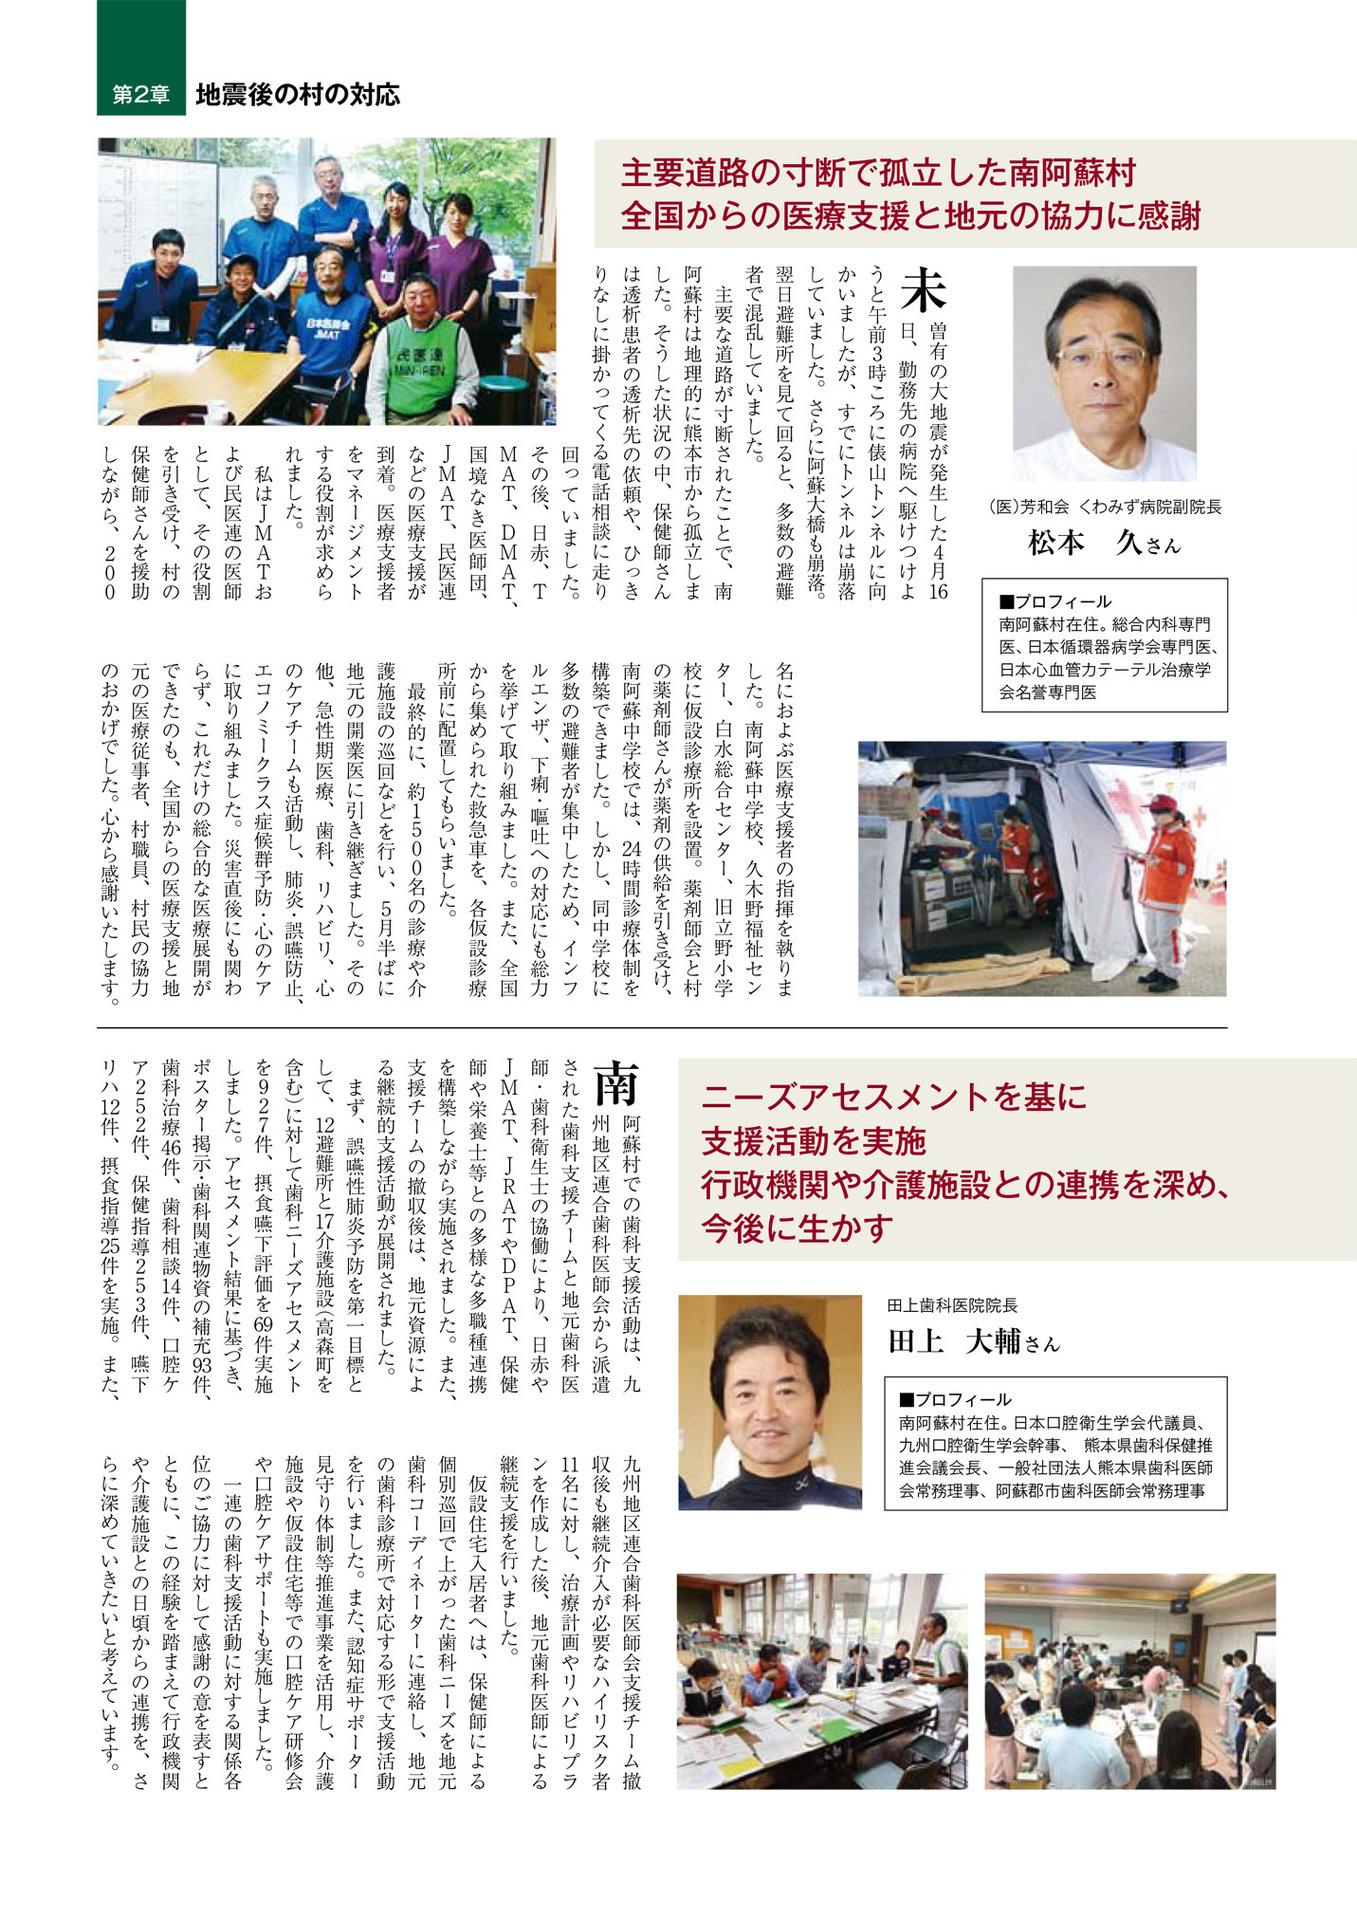 第2章
地震後の村の対応
主要道路の寸断で孤立した南阿蘇村
全国からの医療支援と地元の協力に感謝
日本医師会
JMAT
民医連
MIN-IREN
(医)芳和会 くわみず病院副院長
松本 久さん
■プロフィール
南阿蘇村在住。総合内科専門
医、日本循環器病学会専門医、
日本心血管カテーテル治療学
会名誉専門医
未曽有の大地震が発生した4月16
日、勤務先の病院へ駆けつけよ
うと午前3時ころに俵山トンネルに向
かいましたが、すでにトンネルは崩落
していました。さらに阿蘇大橋も崩落。
翌日避難所を見て回ると、多数の避難
者で混乱していました。
主要な道路が寸断されたことで、南
阿蘇村は地理的に熊本市から孤立しま
した。そうした状況の中、保健師さん
は透析患者の透析先の依頼や、ひっき
りなしに掛かってくる電話相談に走り
回っていました。
その後、日赤、T
MAT、DMAT、
国境なき医師団、
JMAT、民医連
などの医療支援が
到着。医療支援者
をマネージメント
する役割が求めら
れました。
私はJMATお
よび民医連の医師
として、その役割
を引き受け、村の
保健師さんを援助
しながら、200
名におよぶ医療支援者の指揮を執りま
した。南阿蘇中学校、久木野福祉セン
ター、白水総合センター、旧立野小学
校に仮設診療所を設置。薬剤師会と村
の薬剤師さんが薬剤の供給を引き受け、
南阿蘇中学校では、24時間診療体制を
構築できました。しかし、同中学校に
多数の避難者が集中したため、インフ
ルエンザ、下痢・嘔吐への対応にも総力
を挙げて取り組みました。また、全国
から集められた救急車を、各仮設診療
所前に配置してもらいました。
最終的に、約1500名の診療や介
護施設の巡回などを行い、5月半ばに
地元の開業医に引き継ぎました。その
他、急性期医療、歯科、リハビリ、心
のケアチームも活動し、肺炎・誤嚥防止、
エコノミークラス症候群予防・心のケア
に取り組みました。災害直後にも関わ
らず、これだけの総合的な医療展開が
できたのも、全国からの医療支援と地
元の医療従事者、村職員、村民の協力
のおかげでした。心から感謝いたします。
ニーズアセスメントを基に
支援活動を実施
行政機関や介護施設との連携を深め、
今後に生かす
田上歯科医院院長
田上 大輔さん
■プロフィール
南阿蘇村在住。日本口腔衛生学会代議員、
九州口腔衛生学会幹事、 熊本県歯科保健推
進会議会長、一般社団法人熊本県歯科医師
会常務理事、阿蘇郡市歯科医師会常務理事
南阿蘇村での歯科支援活動は、九
州地区連合歯科医師会から派遣
された歯科支援チームと地元歯科医
師・歯科衛生士の協働により、日赤や
JMAT、JRATやDPAT、保健
師や栄養士等との多様な多職種連携
を構築しながら実施されました。また、
支援チームの撤収後は、地元資源によ
る継続的支援活動が展開されました。
まず、誤嚥性肺炎予防を第一目標と
して、12避難所と17介護施設(高森町を
含む)に対して歯科ニーズアセスメント
を927件、摂食嚥下評価を69件実施
しました。アセスメント結果に基づき、
ポスター掲示・歯科関連物資の補充93件、
歯科治療46件、歯科相談14件、口腔ケ
ア252件、保健指導253件、嚥下
リハ12件、摂食指導25件を実施。また、
九州地区連合歯科医師会支援チーム撤
収後も継続介入が必要なハイリスク者
11名に対し、治療計画やリハビリプラ
ンを作成した後、地元歯科医師による
継続支援を行いました。
仮設住宅入居者へは、保健師による
個別巡回で上がった歯科ニーズを地元
歯科コーディネーターに連絡し、地元
の歯科診療所で対応する形で支援活動
を行いました。また、認知症サポーター
見守り体制等推進事業を活用し、介護
施設や仮設住宅等での口腔ケア研修会
や口腔ケアサポートも実施しました。
一連の歯科支援活動に対する関係各
位のご協力に対して感謝の意を表すと
ともに、この経験を踏まえて行政機関
や介護施設との日頃からの連携を、さ
らに深めていきたいと考えています。